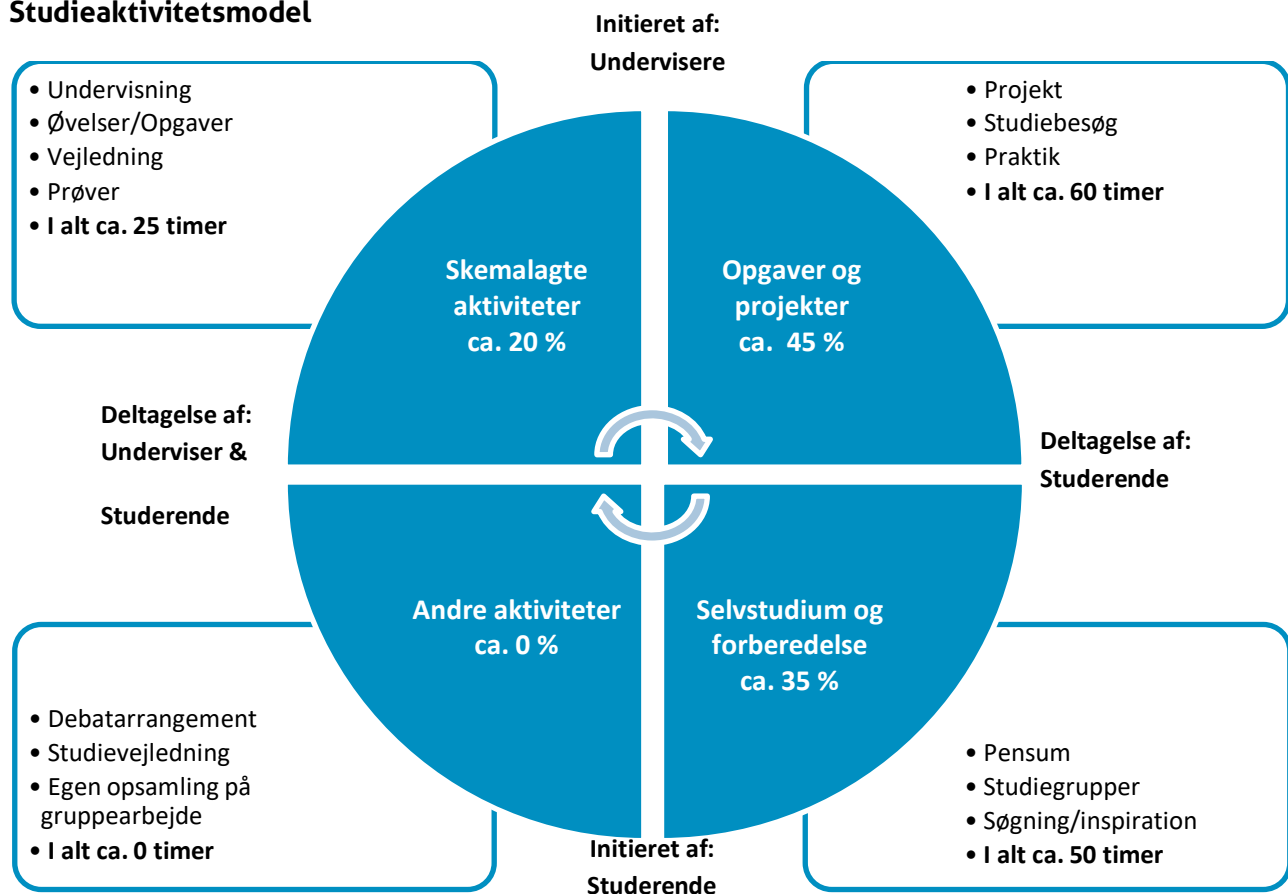 Studieaktivitetsmodel
Initieret af:
Undervisere
• Undervisning
• Øvelser/Opgaver
• Vejledning
• Prøver
• I alt ca. 25 timer
• Projekt
• Studiebesøg
• Praktik
• I alt ca. 60 timer
Skemalagte
aktiviteter
ca. 20 %
Opgaver og
projekter
ca. 45 %
Deltagelse af:
Underviser &
Studerende
Deltagelse af:
Studerende
Andre aktiviteter
ca. 0 %
Selvstudium og
forberedelse
ca. 35 %
• Debatarrangement
• Studievejledning
• Egen opsamling på
gruppearbejde
• I alt ca. 0 timer
• Pensum
• Studiegrupper
• Søgning/inspiration
• I alt ca. 50 timer
Initieret af:
Studerende